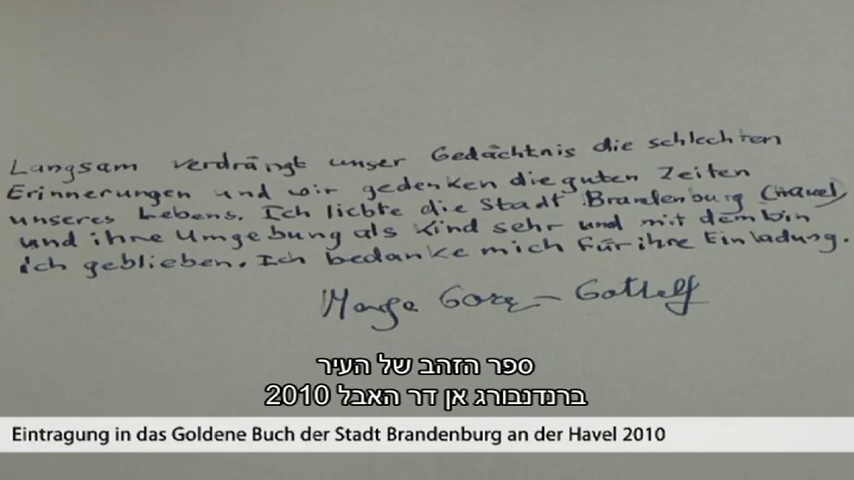 Langsam verdrängt unser Gedächtnis die schlechten
Erinnerungen und wir gedenken die guten Zeiten
unseres Lebens. Ich liebte die Stadt Brandenburg (Havel)
und ihre Umgebung als Kind sehr und mit dem bin
ich geblieben. Ich bedanke mich für ihre Einladung.
Gottlf
ספר הזהב של העיר
ברנדנבורג אן דר האבל 2010
Eintragung in das Goldene Buch der Stadt Brandenburg an der Havel 2010